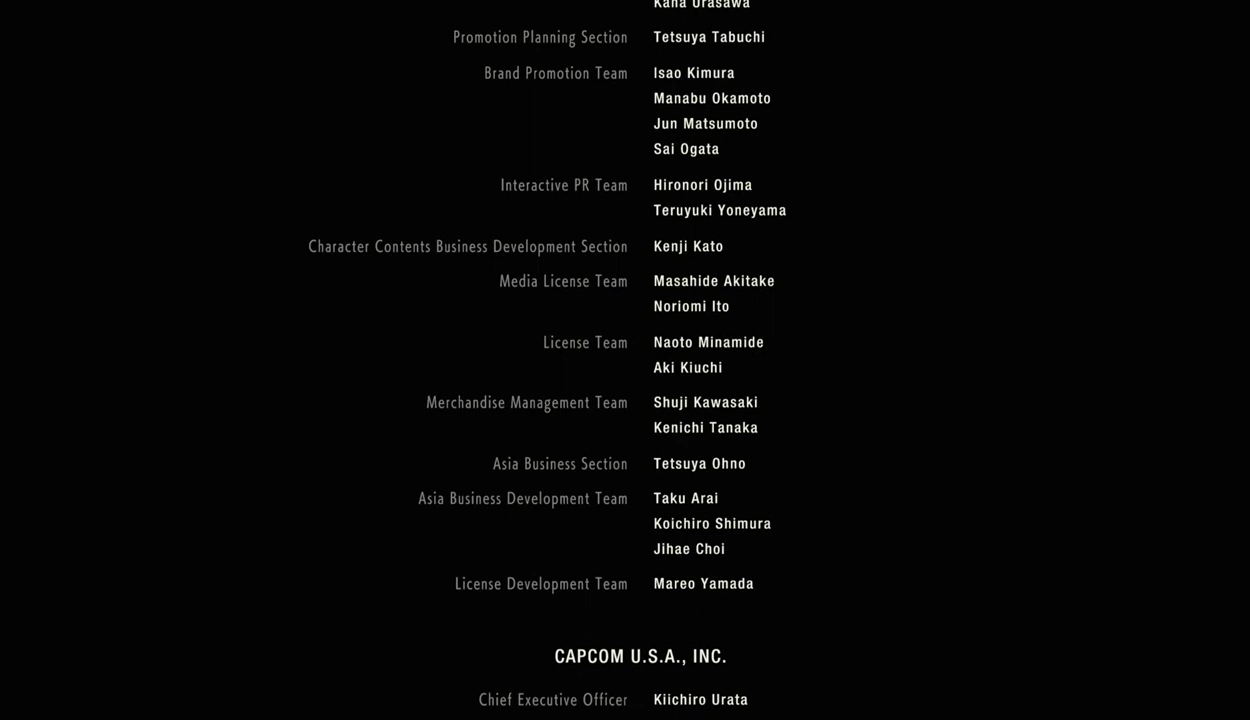 Kana Urasawa
Promotion Planning Section Tetsuya Tabuchi
Brand Promotion Team Isao Kimura
Manabu Okamoto
Jun Matsumoto
Sai Ogata
Interactive PR Team Hironori Ojima
Teruyuki Yoneyama
Character Contents Business Development Section Kenji Kato
Media License Team Masahide Akitake
Noriomi Ito
License Team Naoto Minamide
Aki Kiuchi
Merchandise Management Team Shuji Kawasaki
Kenichi Tanaka
Asia Business Section Tetsuya Ohno
Asia Business Development Team Taku Arai
Koichiro Shimura
Jihae Choi
License Development Team Mareo Yamada
CAPCOM U.S.A., INC.
Chief Executive Officer Kiichiro Urata